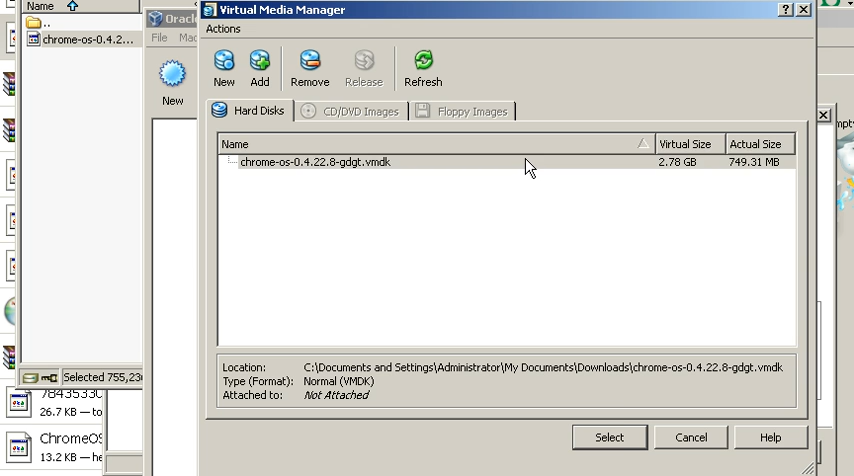 Name
..
chrome-os-0.4.2...
Selected 755,23
26.7 KB — to
ChromeOS
13.2 KB — he
Oracle
File
Mac
New
Virtual Media Manager
Actions
New
Add
Remove
Release
Refresh
Hard Disks
CD/DVD Images
Floppy Images
Name
Virtual Size
Actual Size
chrome-os-0.4.22.8-gdgt.vmdk
2.78 GB
749.31 MB
Location:
C:\Documents and Settings\Administrator\My Documents\Downloads\chrome-os-0.4.22.8-gdgt.vmdk
Type (Format):
Normal (VMDK)
Attached to:
Not Attached
Select
Cancel
Help